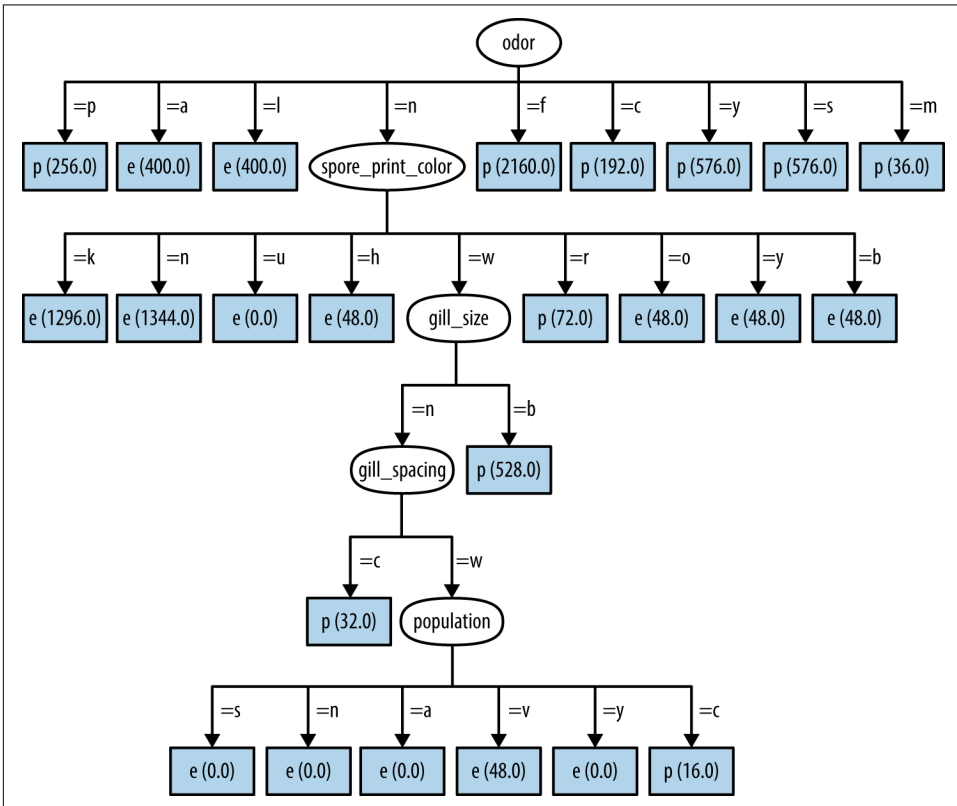 odor
=p =a =l =n =f =c =y =s =m
p (256.0) e (400.0) e (400.0) spore_print_color p (2160.0) p (192.0) p (576.0) p (576.0) p (36.0)
=k =n =u =h =w =r =o =y =b
e (1296.0) e (1344.0) e (0.0) e (48.0) gill_size p (72.0) e (48.0) e (48.0) e (48.0)
=n =b
gill_spacing p (528.0)
=c =w
p (32.0) population
=s =n =a =v =y =c
e (0.0) e (0.0) e (0.0) e (48.0) e (0.0) p (16.0)